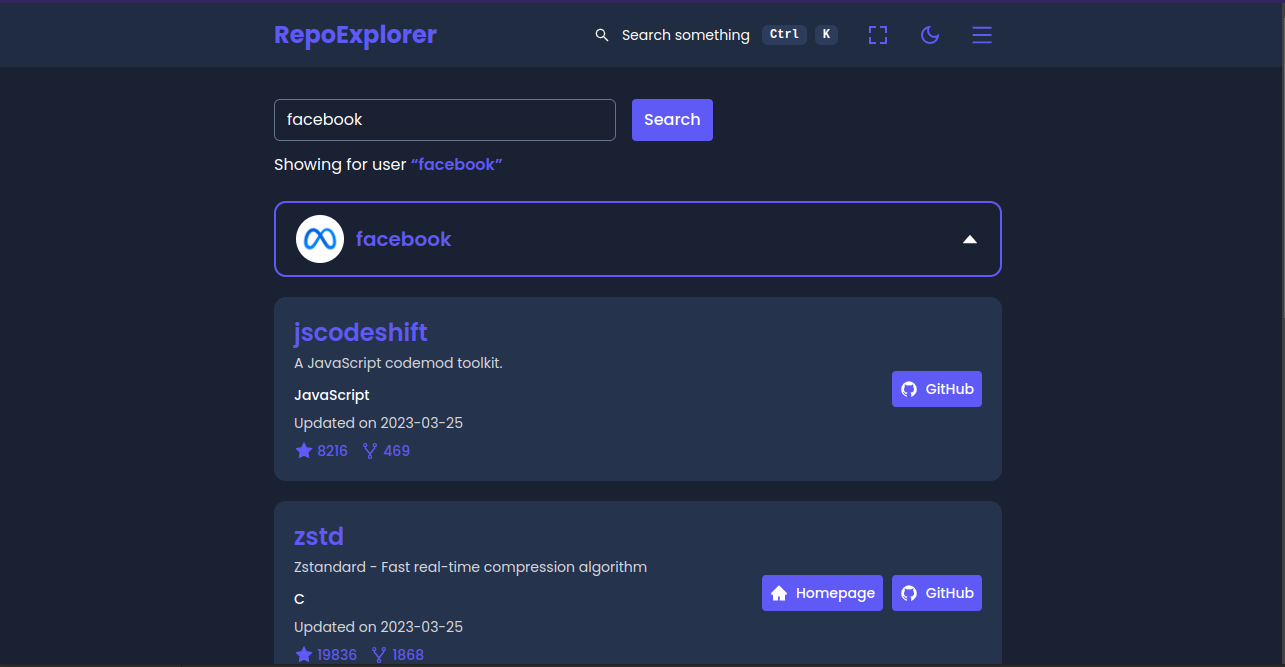 RepoExplorer
Search something Ctrl K
facebook
Search
Showing for user “facebook”
facebook
jscodeshift
A JavaScript codemod toolkit.
JavaScript
Updated on 2023-03-25
8216 469
GitHub
zstd
Zstandard - Fast real-time compression algorithm
C
Updated on 2023-03-25
19836 1868
Homepage GitHub